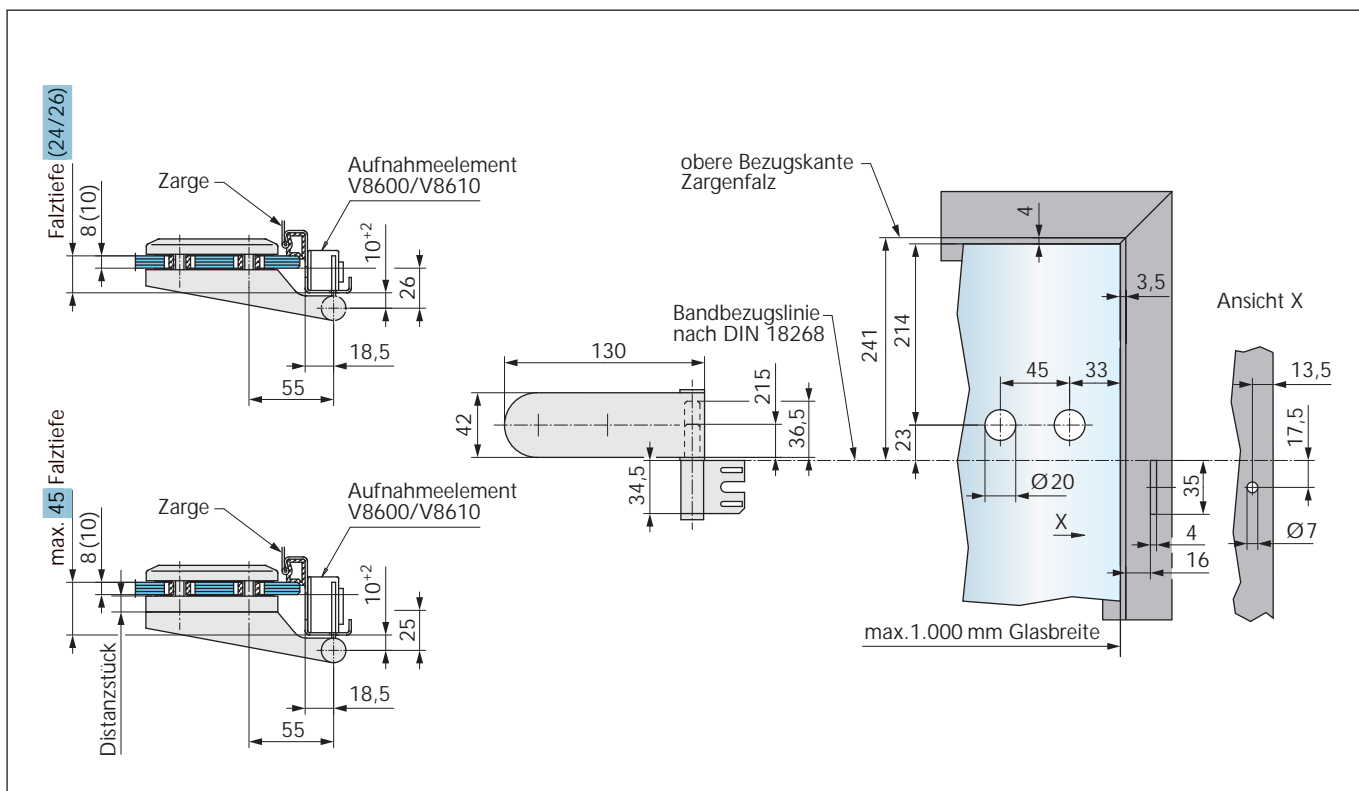 Falztiefe (24/26)
8 (10)
Zarge
Aufnahmeelement
V8600/V8610
10+2
26
18,5
55
max. 45 Falztiefe
8 (10)
Distanzstück
Zarge
Aufnahmeelement
V8600/V8610
10+2
25
18,5
55
130
42
215
36,5
34,5
obere Bezugskante
Zargenfalz
Bandbezugslinie
nach DIN 18268
4
241
214
3,5
45
33
23
Ø20
X
35
4
16
max.1.000 mm Glasbreite
Ansicht X
13,5
17,5
Ø7